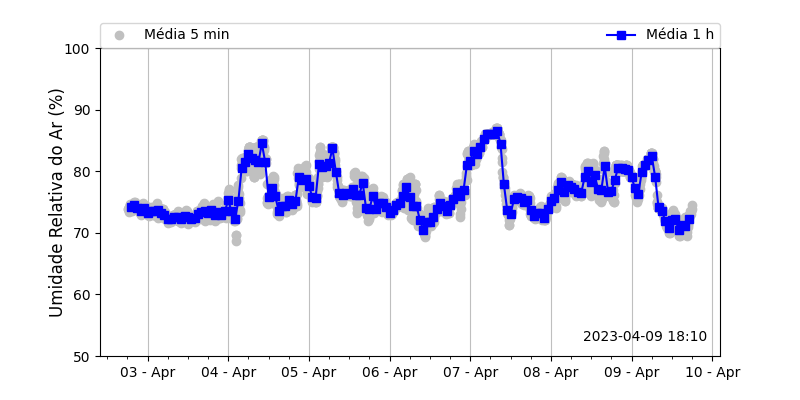 Média 5 min
Média 1 h
Umidade Relativa do Ar (%)
100
90
80
70
60
50
2023-04-09 18:10
03 - Apr
04 - Apr
05 - Apr
06 - Apr
07 - Apr
08 - Apr
09 - Apr
10 - Apr